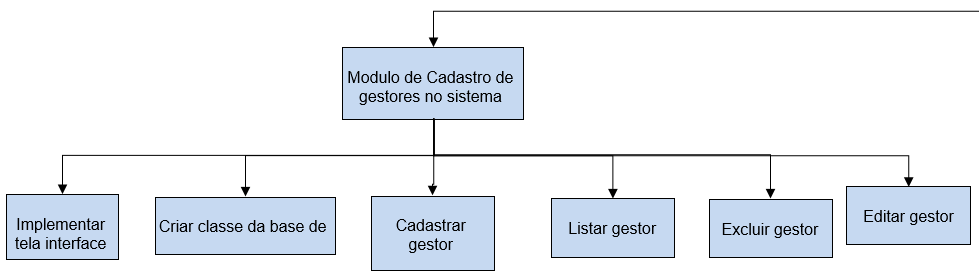 Modulo de Cadastro de
gestores no sistema
Implementar
tela interface
Criar classe da base de
Cadastrar
gestor
Listar gestor
Excluir gestor
Editar gestor